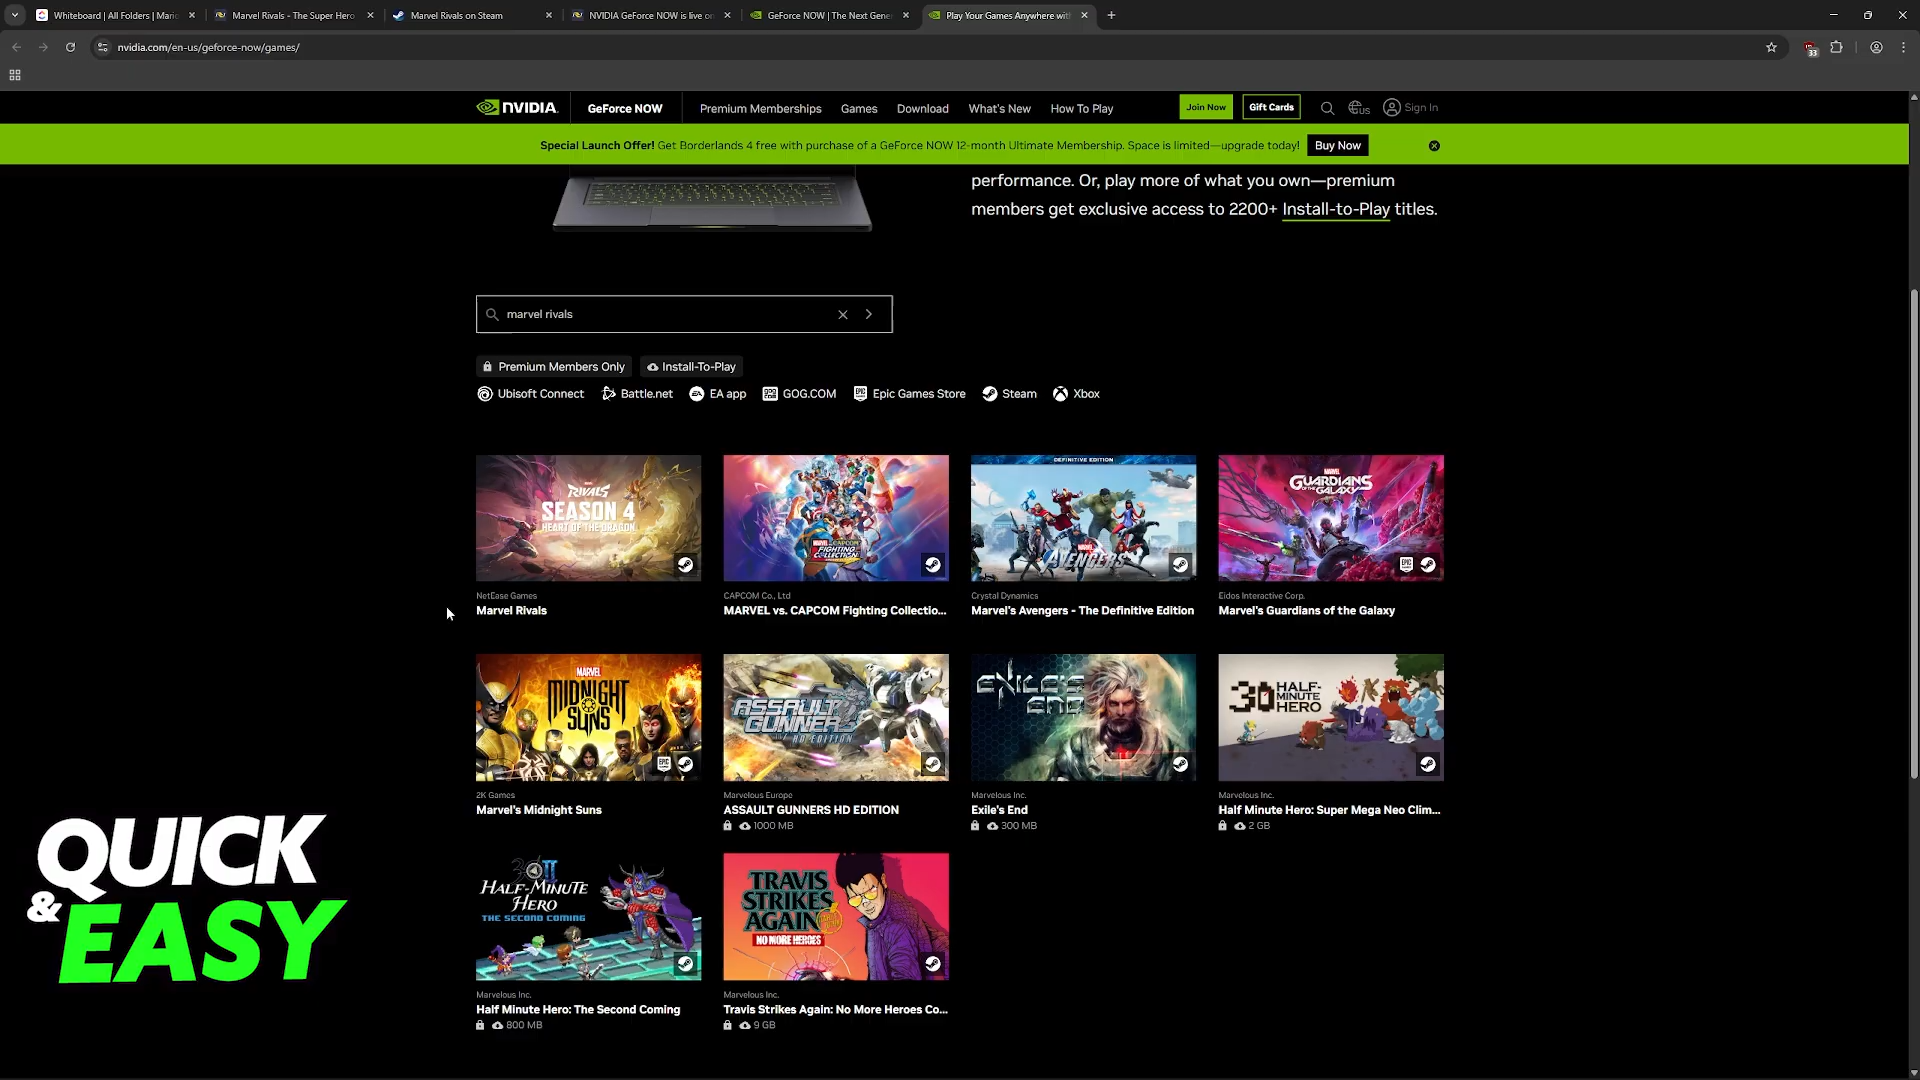 Whiteboard | All Folders | Mario
Marvel Rivals - The Super Hero
Marvel Rivals on Steam
NVIDIA GeForce NOW is live on
GeForce NOW | The Next Gene
Play Your Games Anywhere with
nvidia.com/en-us/geforce-now/games/
33
NVIDIA.
GeForce NOW
Premium Memberships
Games
Download
What's New
How To Play
Join Now
Gift Cards
US
Sign In
Special Launch Offer! Get Borderlands 4 free with purchase of a GeForce NOW 12-month Ultimate Membership. Space is limited—upgrade today!
Buy Now
performance. Or, play more of what you own—premium
members get exclusive access to 2200+ Install-to-Play titles.
marvel rivals
Premium Members Only
Install-To-Play
Ubisoft Connect
Battle.net
EA app
GOG.COM
Epic Games Store
Steam
Xbox
RIVALS
SEASON 4
HEART OF THE DRAGON
NetEase Games
Marvel Rivals
MARVEL vs. CAPCOM
FIGHTING
COLLECTION
CAPCOM Co., Ltd
MARVEL vs. CAPCOM Fighting Collectio...
DEFINITIVE EDITION
MARVEL
AVENGERS
Crystal Dynamics
Marvel's Avengers - The Definitive Edition
MARVEL
GUARDIANS
OF THE GALAXY
EPIC
Eidos Interactive Corp.
Marvel's Guardians of the Galaxy
MARVEL
MIDNIGHT
SUNS
EPIC
2K Games
Marvel's Midnight Suns
ASSAULT
GUNNERS
HD EDITION
Marvelous Europe
ASSAULT GUNNERS HD EDITION
1000 MB
EXILE'S
END
Marvelous Inc.
Exile's End
300 MB
30 HALF-
MINUTE
HERO
Marvelous Inc.
Half Minute Hero: Super Mega Neo Clim...
2 GB
HALF-MINUTE
HERO
THE SECOND COMING
Marvelous Inc.
Half Minute Hero: The Second Coming
800 MB
TRAVIS
STRIKES
AGAIN
NO MORE HEROES
Marvelous Inc.
Travis Strikes Again: No More Heroes Co...
9 GB
QUICK
& EASY